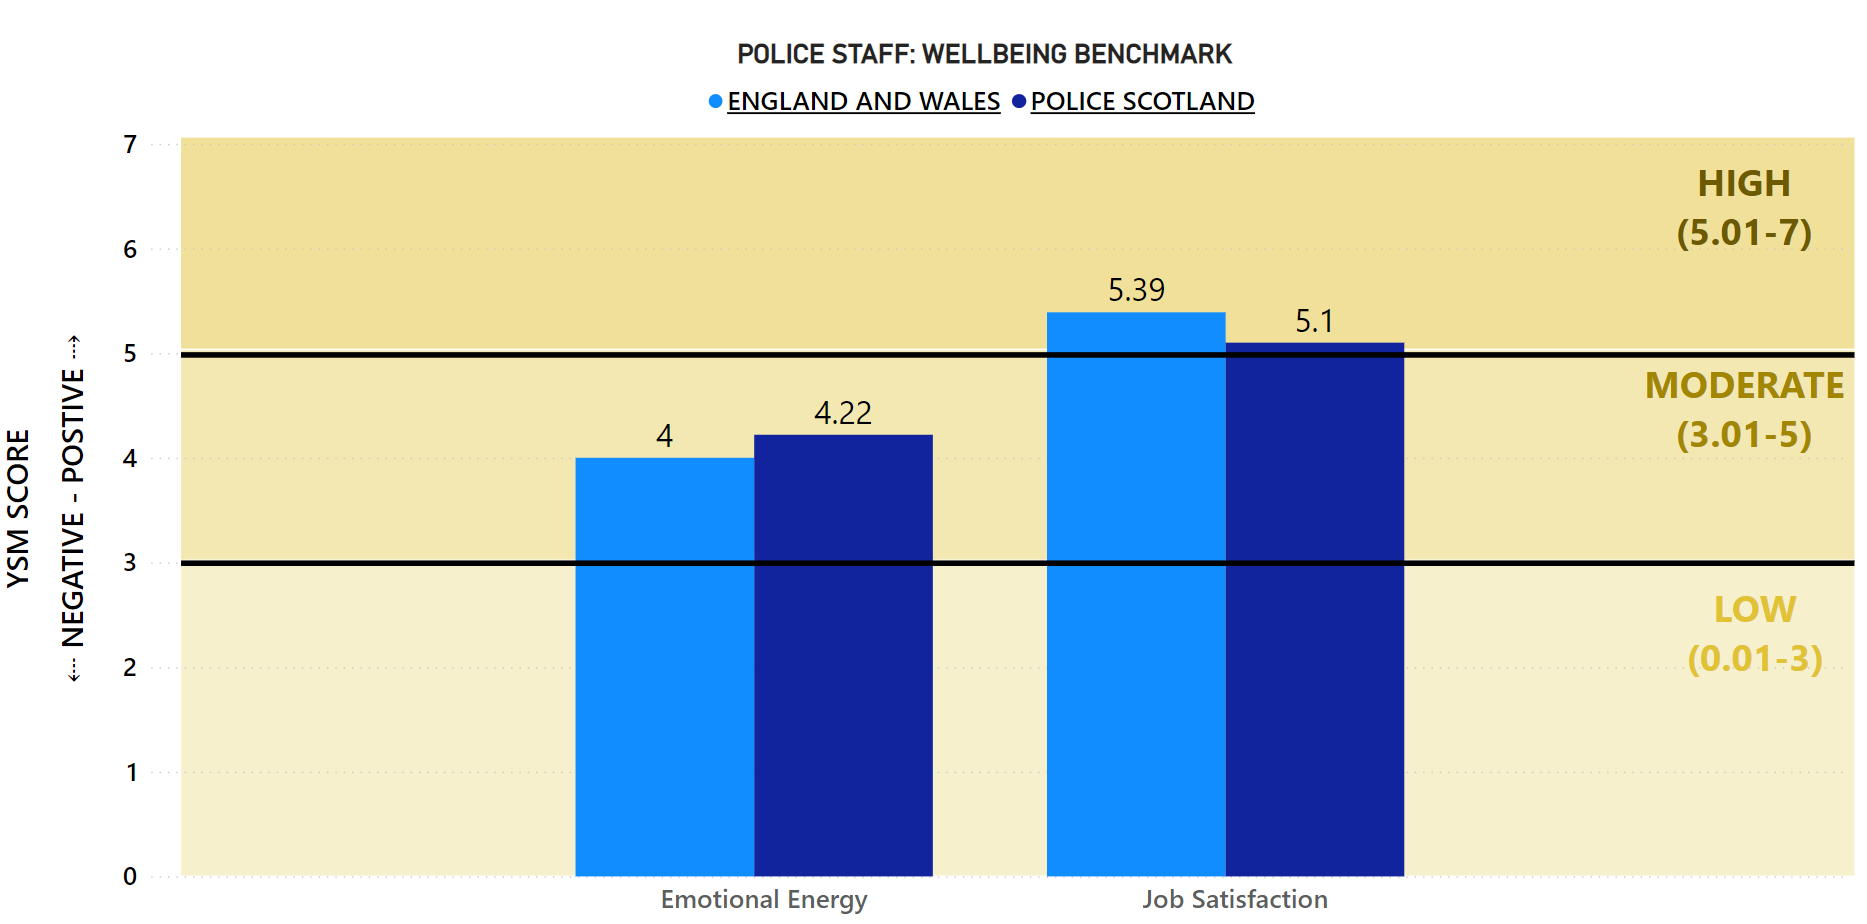 POLICE STAFF: WELLBEING BENCHMARK
ENGLAND AND WALES POLICE SCOTLAND
YSM SCORE
⇠ NEGATIVE - POSTIVE ⇢
7
6
5
4
3
2
1
0
HIGH
(5.01-7)
MODERATE
(3.01-5)
LOW
(0.01-3)
4
4.22
5.39
5.1
Emotional Energy
Job Satisfaction